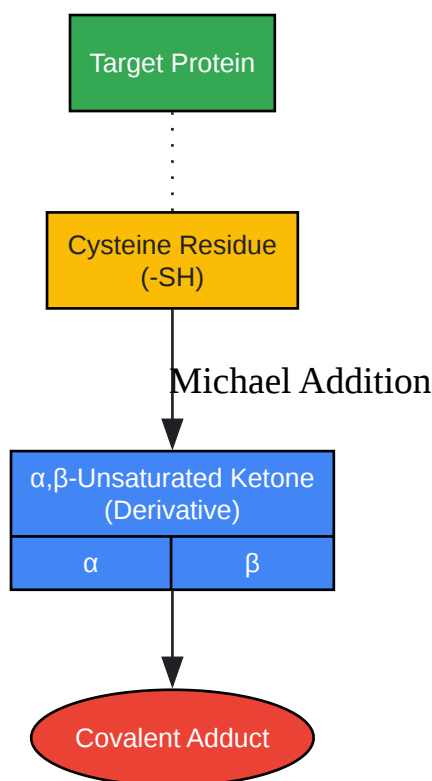 Target Protein
Cysteine Residue
(-SH)
Michael Addition
α,β-Unsaturated Ketone
(Derivative)
α β
Covalent Adduct